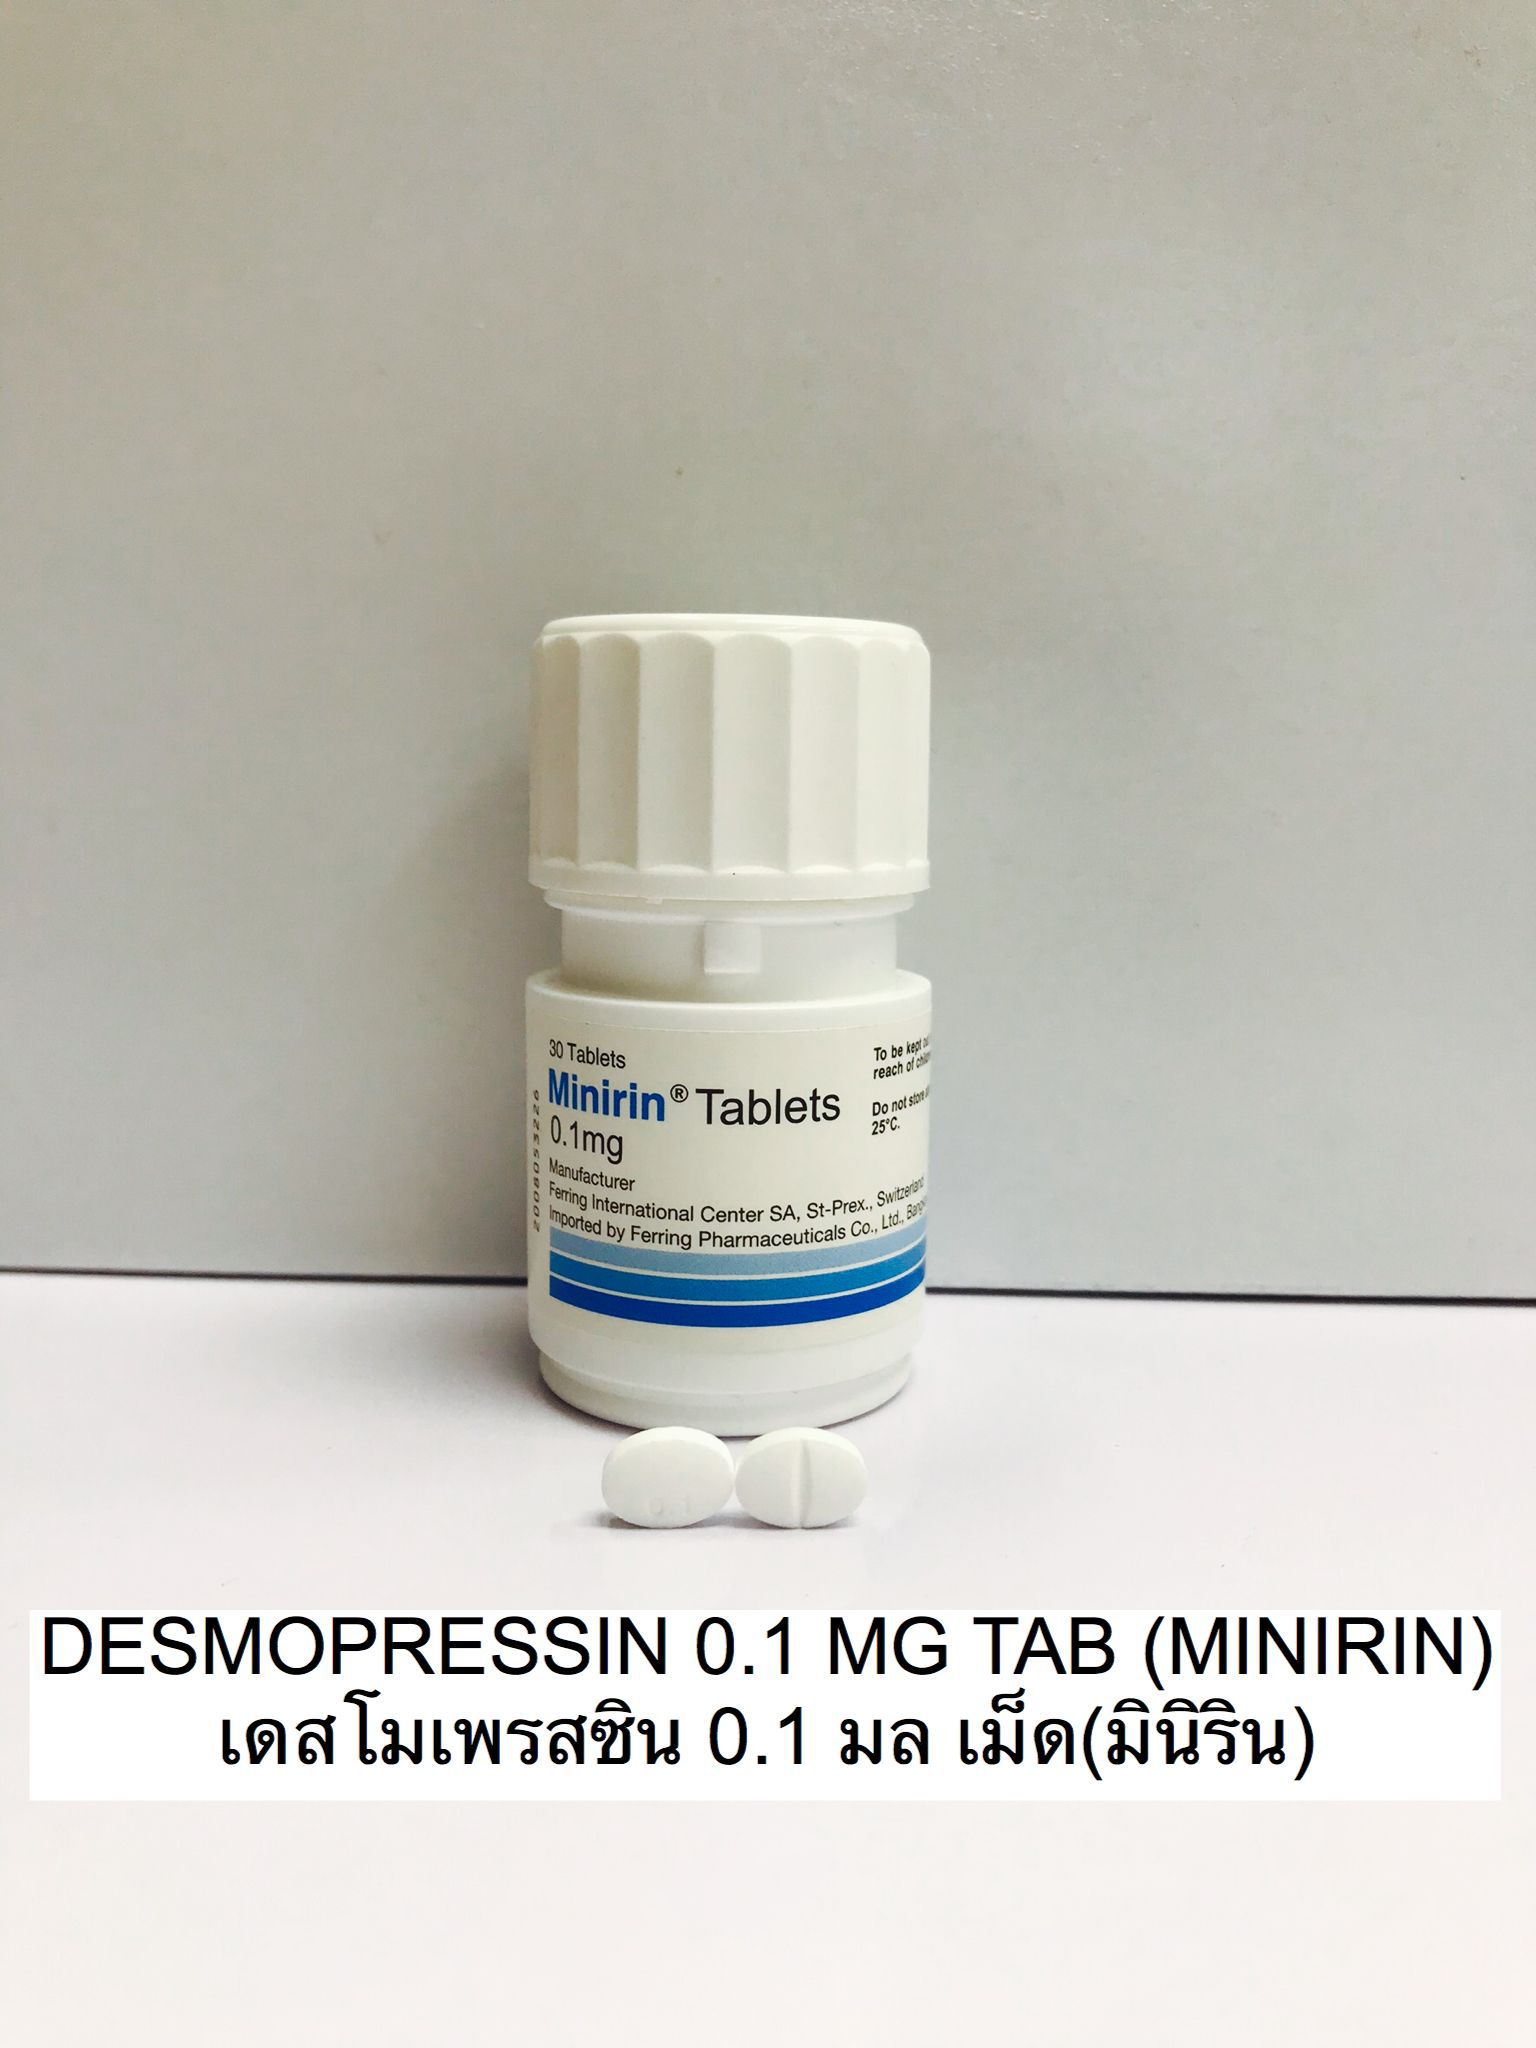 30 Tablets
Minirin® Tablets
0.1mg
Manufacturer
Ferring International Center SA, St-Prex., Switzerland
Imported by Ferring Pharmaceuticals Co., Ltd.,
To be kept
reach of
Do not store
25°C.
2008053226
0.1
DESMOPRESSIN 0.1 MG TAB (MINIRIN)
เดสโมเพรสซิน 0.1 มล เม็ด(มินิริน)